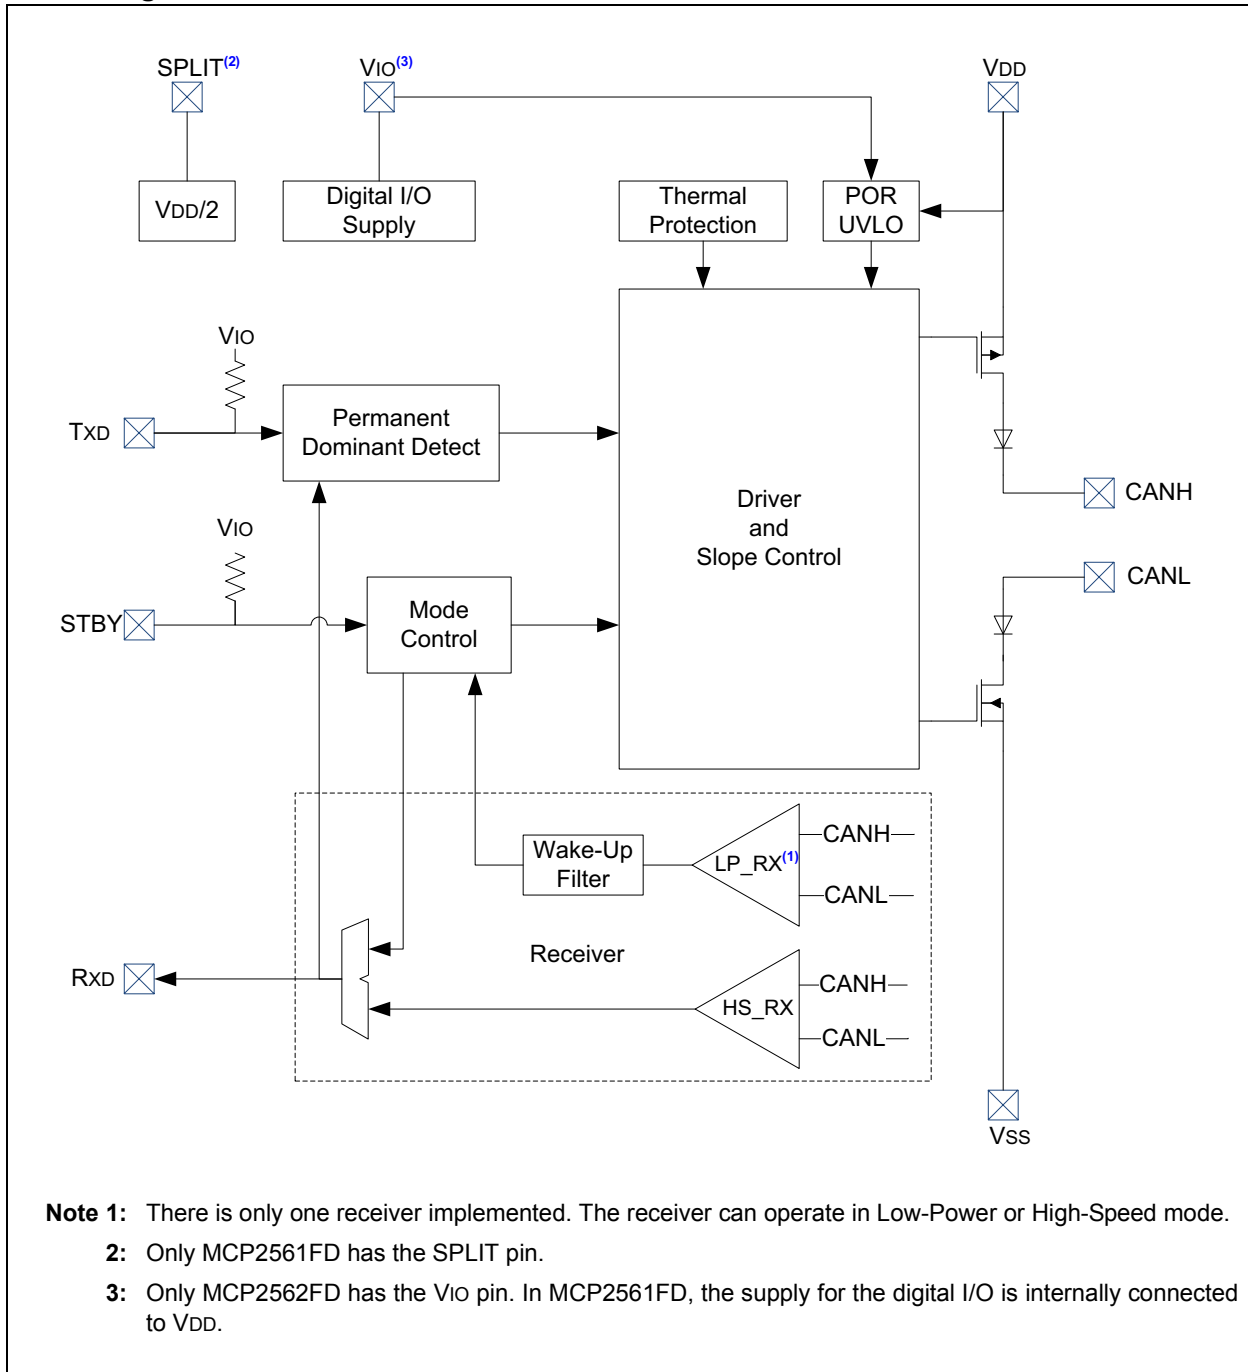 SPLIT(2)
VIO(3)
VDD
VDD/2
Digital I/O
Supply
Thermal
Protection
POR
UVLO
VIO
TXD
Permanent
Dominant Detect
Driver
and
Slope Control
CANH
VIO
CANL
STBY
Mode
Control
Wake-Up
Filter
LP_RX(1)
CANH
CANL
Receiver
RXD
HS_RX
CANH
CANL
VSS
Note 1: There is only one receiver implemented. The receiver can operate in Low-Power or High-Speed mode.
2: Only MCP2561FD has the SPLIT pin.
3: Only MCP2562FD has the VIO pin. In MCP2561FD, the supply for the digital I/O is internally connected
to VDD.